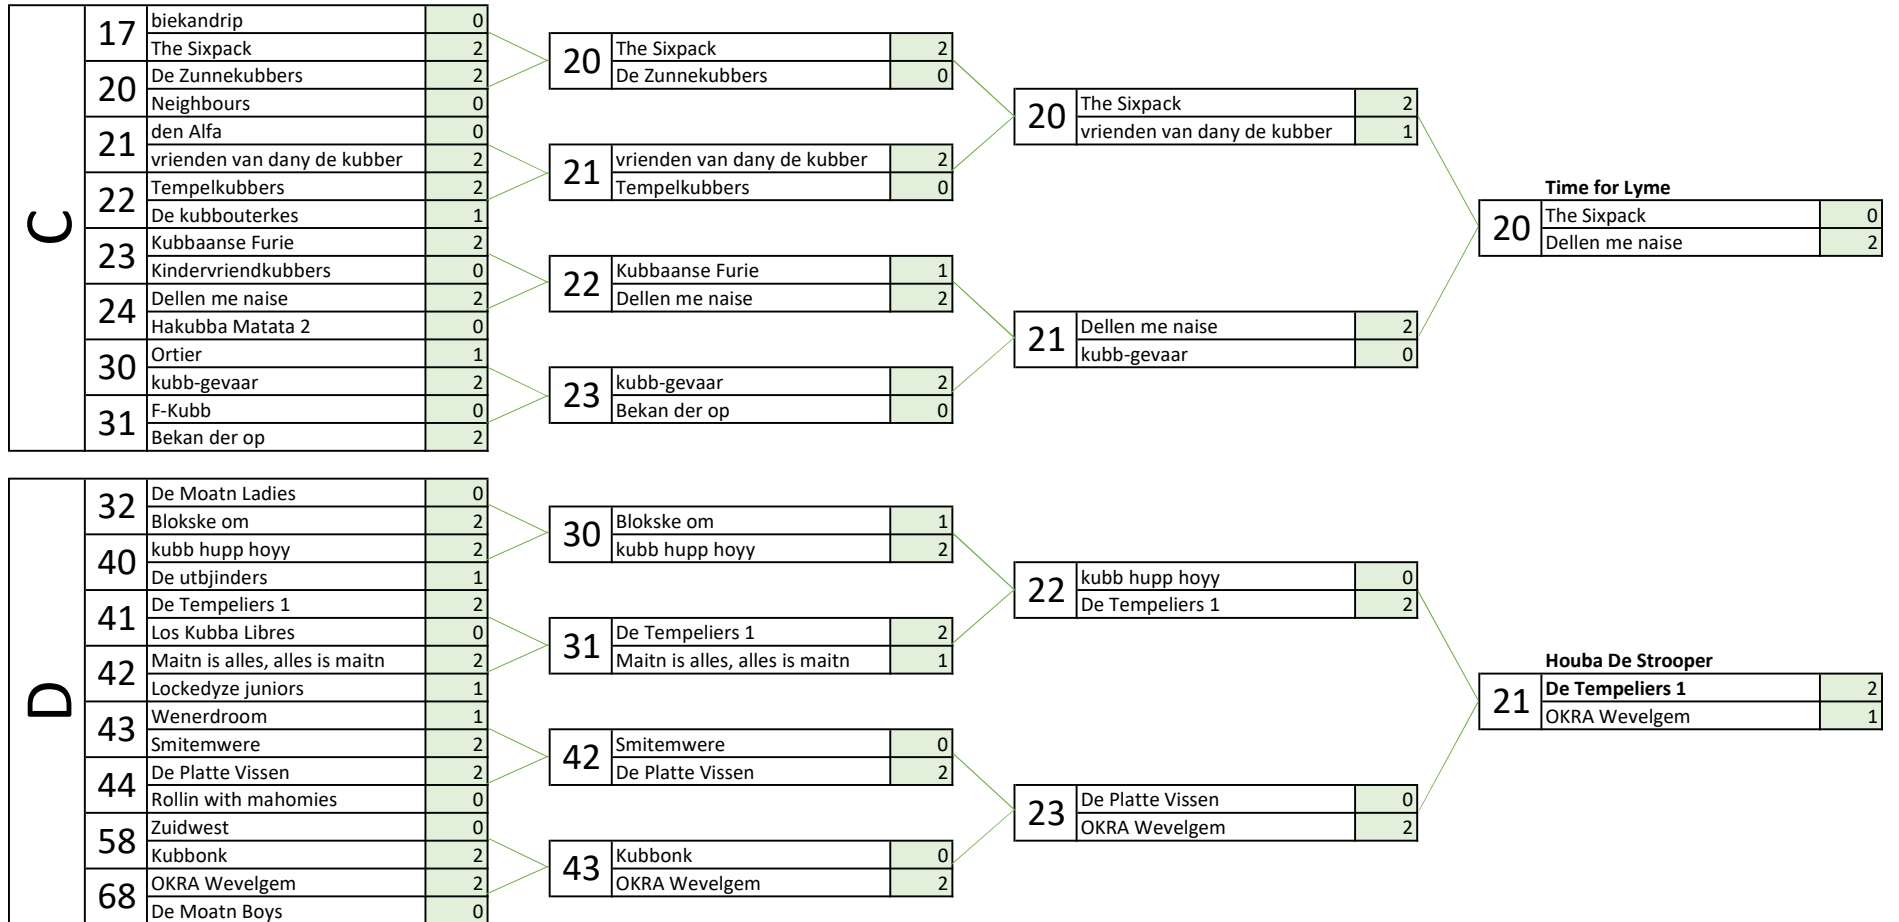 C
17
biekandrip 0
The Sixpack 2
20
De Zunnekubbers 2
Neighbours 0
21
den Alfa 0
vrienden van dany de kubber 2
22
Tempelkubbers 2
De kubbouterkes 1
23
Kubbaanse Furie 2
Kindervriendkubbers 0
24
Dellen me naise 2
Hakubba Matata 2 0
30
Ortier 1
kubb-gevaar 2
31
F-Kubb 0
Bekan der op 2
20
The Sixpack 2
De Zunnekubbers 0
21
vrienden van dany de kubber 2
Tempelkubbers 0
22
Kubbaanse Furie 1
Dellen me naise 2
23
kubb-gevaar 2
Bekan der op 0
20
The Sixpack 2
vrienden van dany de kubber 1
21
Dellen me naise 2
kubb-gevaar 0
Time for Lyme
20
The Sixpack 0
Dellen me naise 2
D
32
De Moatn Ladies 0
Blokske om 2
40
kubb hupp hoyy 2
De utbjinders 1
41
De Tempeliers 1 2
Los Kubba Libres 0
42
Maitn is alles, alles is maitn 2
Lockedyze juniors 1
43
Wenerdroom 1
Smitemwere 2
44
De Platte Vissen 2
Rollin with mahomies 0
58
Zuidwest 0
Kubbonk 2
68
OKRA Wevelgem 2
De Moatn Boys 0
30
Blokske om 1
kubb hupp hoyy 2
31
De Tempeliers 1 2
Maitn is alles, alles is maitn 1
42
Smitemwere 0
De Platte Vissen 2
43
Kubbonk 0
OKRA Wevelgem 2
22
kubb hupp hoyy 0
De Tempeliers 1 2
23
De Platte Vissen 0
OKRA Wevelgem 2
Houba De Strooper
21
De Tempeliers 1 2
OKRA Wevelgem 1